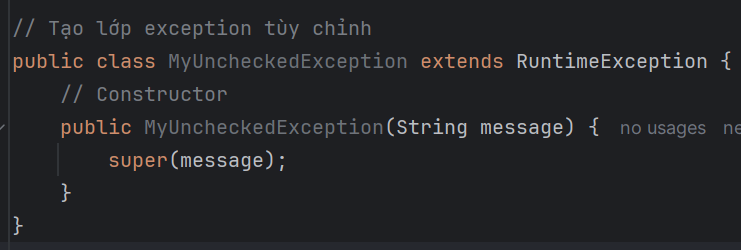 // Tạo lớp exception tùy chỉnh
public class MyUncheckedException extends RuntimeException {
// Constructor
public MyUncheckedException(String message) { no usages ne
super(message);
}
}